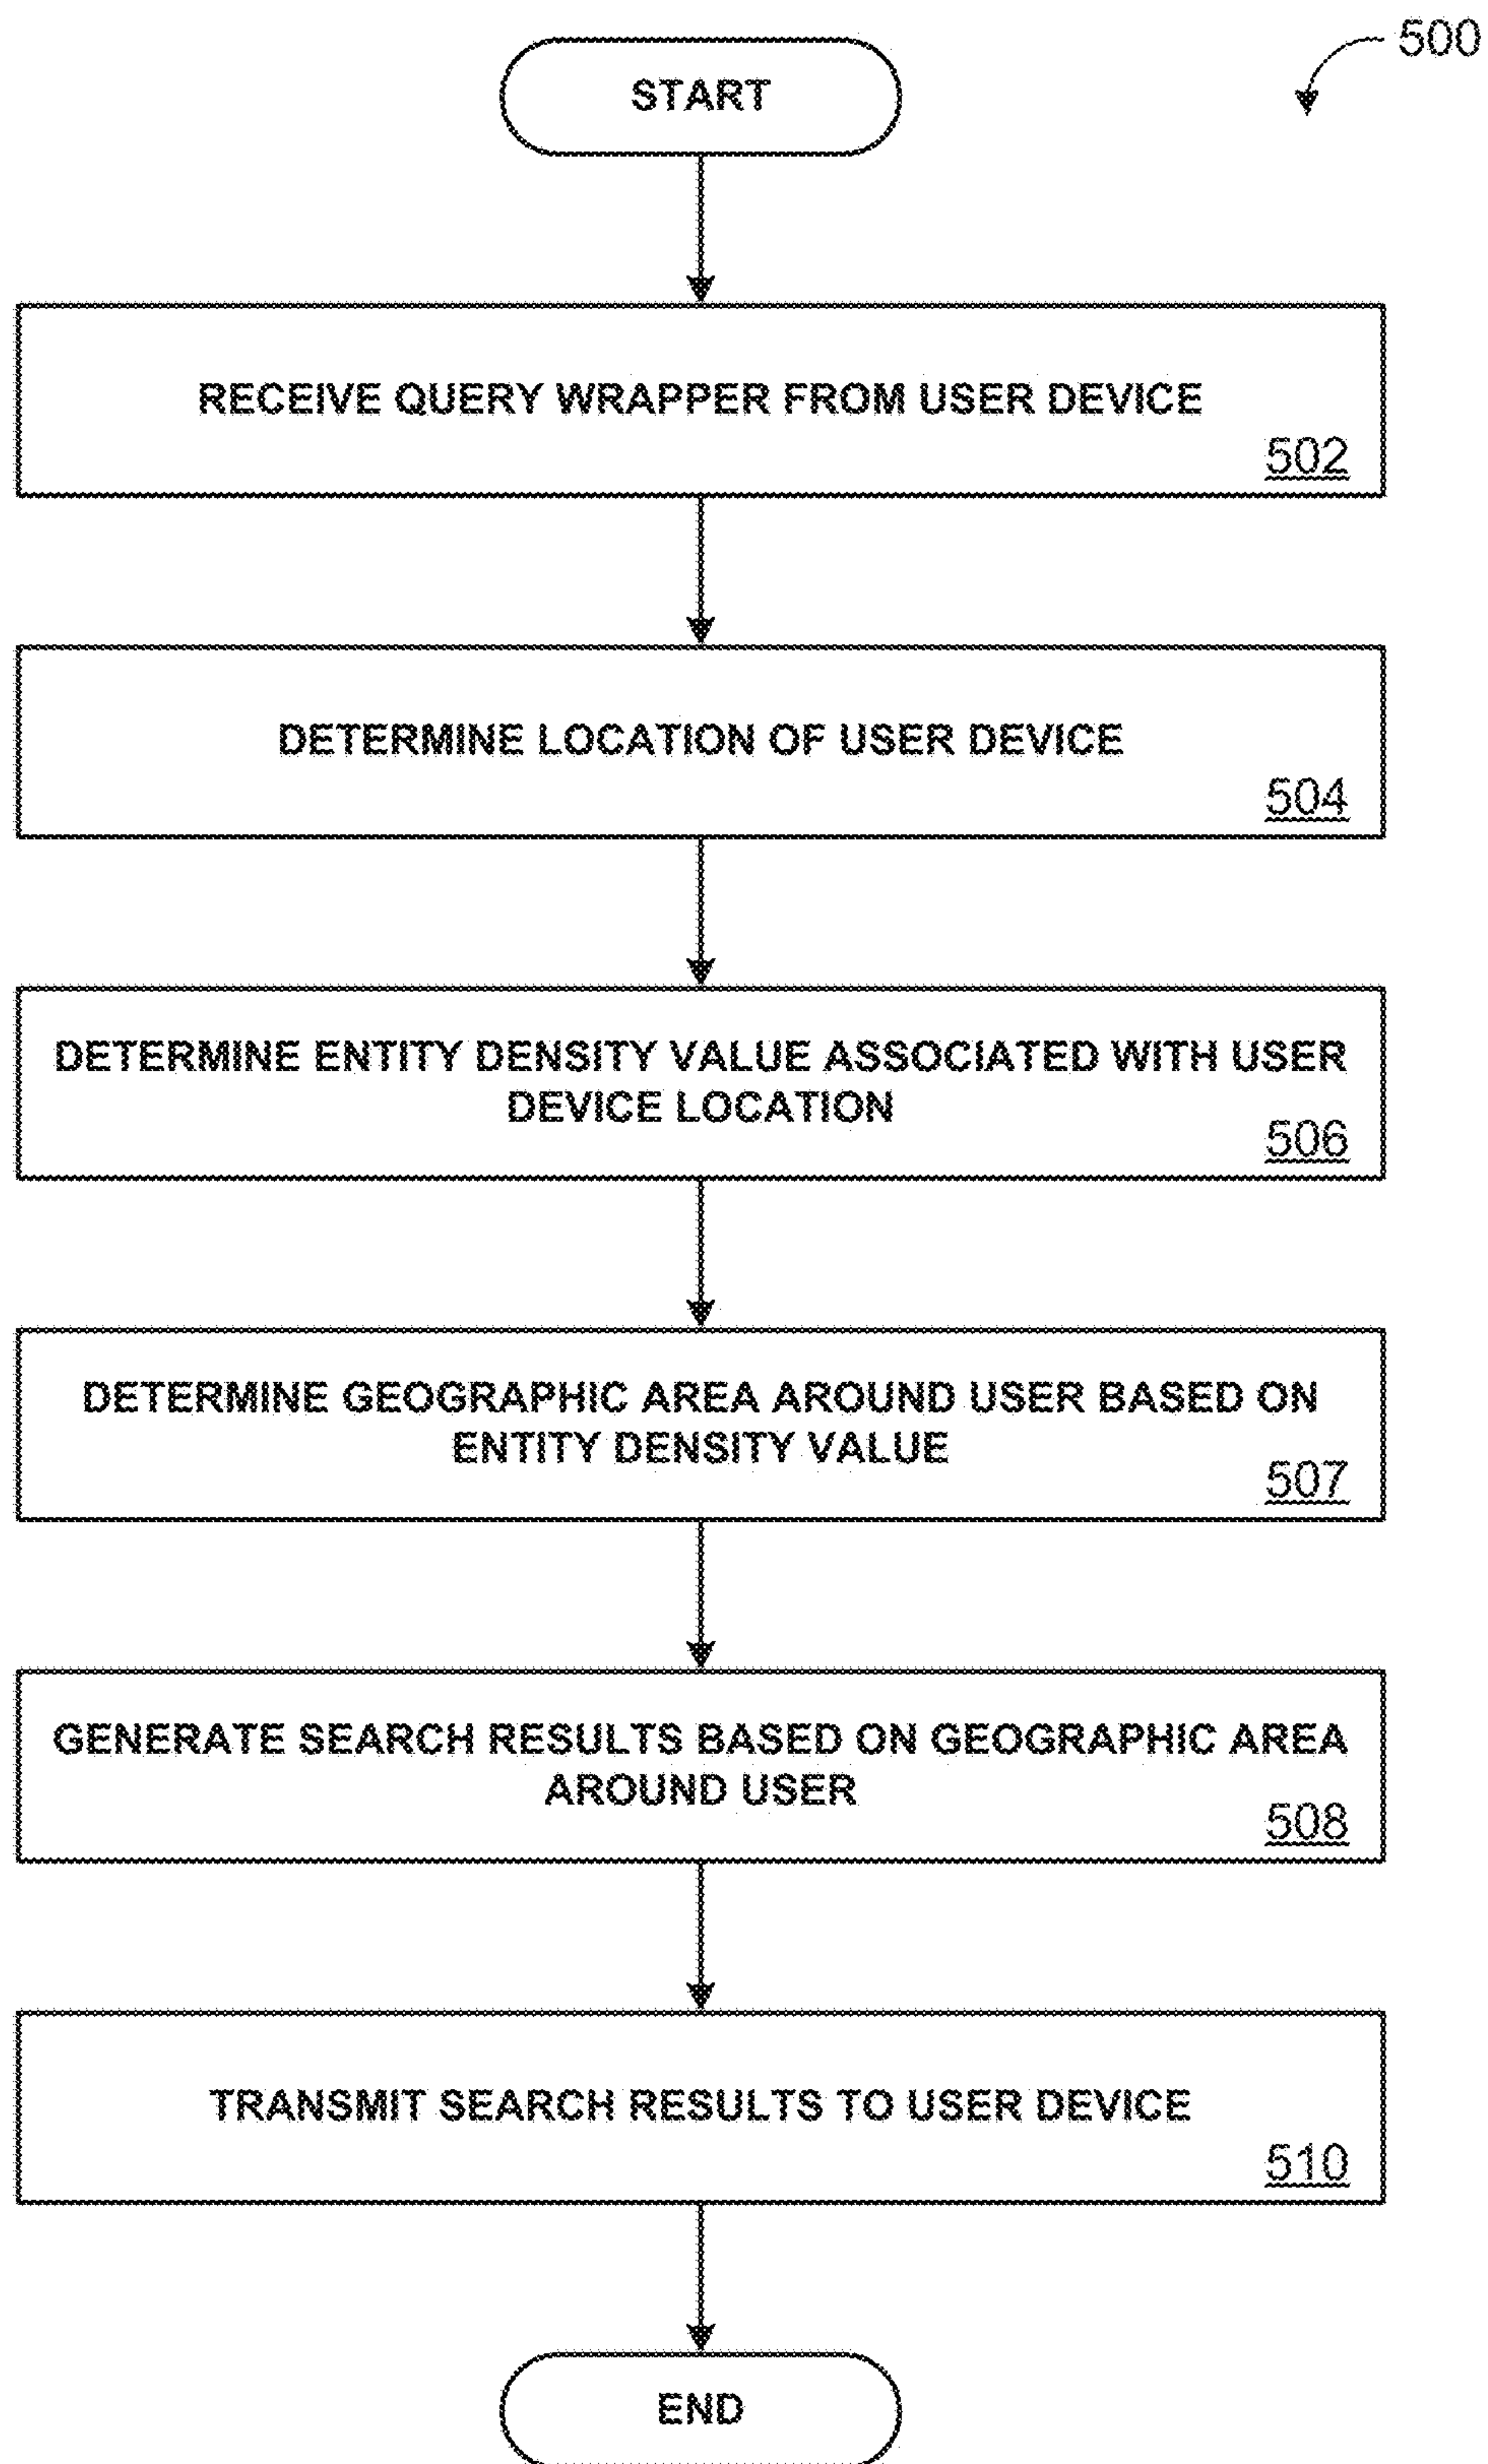 500
START
RECEIVE QUERY WRAPPER FROM USER DEVICE
502
DETERMINE LOCATION OF USER DEVICE
504
DETERMINE ENTITY DENSITY VALUE ASSOCIATED WITH USER
DEVICE LOCATION
506
DETERMINE GEOGRAPHIC AREA AROUND USER BASED ON
ENTITY DENSITY VALUE
507
GENERATE SEARCH RESULTS BASED ON GEOGRAPHIC AREA
AROUND USER
508
TRANSMIT SEARCH RESULTS TO USER DEVICE
510
END